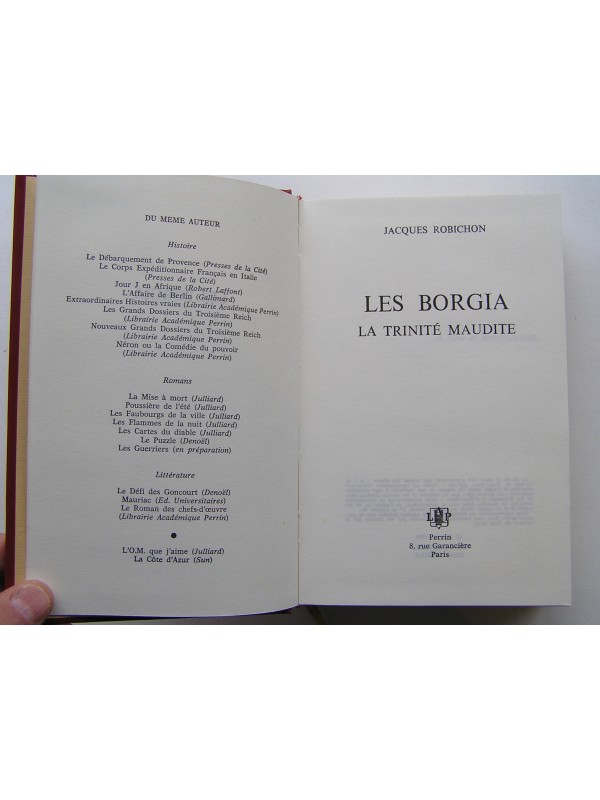 DU MEME AUTEUR
Histoire
Le Débarquement de Provence (Presses de la Cité)
Le Corps Expéditionnaire Français en Italie
(Presses de la Cité)
Jour J en Afrique (Robert Laffont)
L'Affaire de Berlin (Gallimard)
Extraordinaires Histoires vraies (Librairie Académique Perrin)
Les Grands Dossiers du Troisième Reich
(Librairie Académique Perrin)
Nouveaux Grands Dossiers du Troisième Reich
(Librairie Académique Perrin)
Néron ou la Comédie du pouvoir
(Librairie Académique Perrin)
Romans
La Mise à mort (Julliard)
Poussière de l'été (Julliard)
Les Faubourgs de la ville (Julliard)
Les Flammes de la nuit (Julliard)
Les Cartes du diable (Julliard)
Le Puzzle (Denoël)
Les Guerriers (en préparation)
Littérature
Le Défi des Goncourt (Denoël)
Mauriac (Ed. Universitaires)
Le Roman des chefs-d'œuvre
(Librairie Académique Perrin)
L'O.M. que j'aime (Julliard)
La Côte d'Azur (Sun)
JACQUES ROBICHON
LES BORGIA
LA TRINITÉ MAUDITE
L P
Perrin
8, rue Garancière
Paris